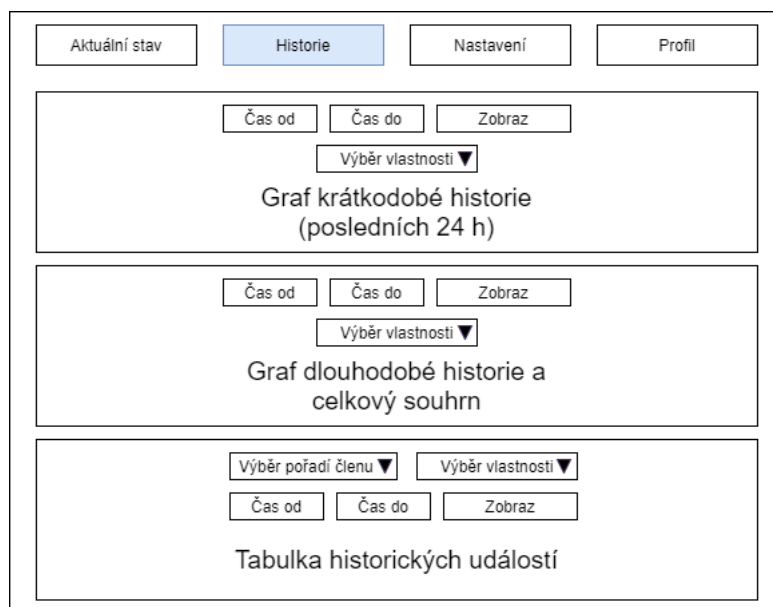 Aktuální stav
Historie
Nastavení
Profil
Čas od
Čas do
Zobraz
Výběr vlastnosti
Graf krátkodobé historie
(posledních 24 h)
Čas od
Čas do
Zobraz
Výběr vlastnosti
Graf dlouhodobé historie a
celkový souhrn
Výběr pořadí členu
Výběr vlastnosti
Čas od
Čas do
Zobraz
Tabulka historických událostí